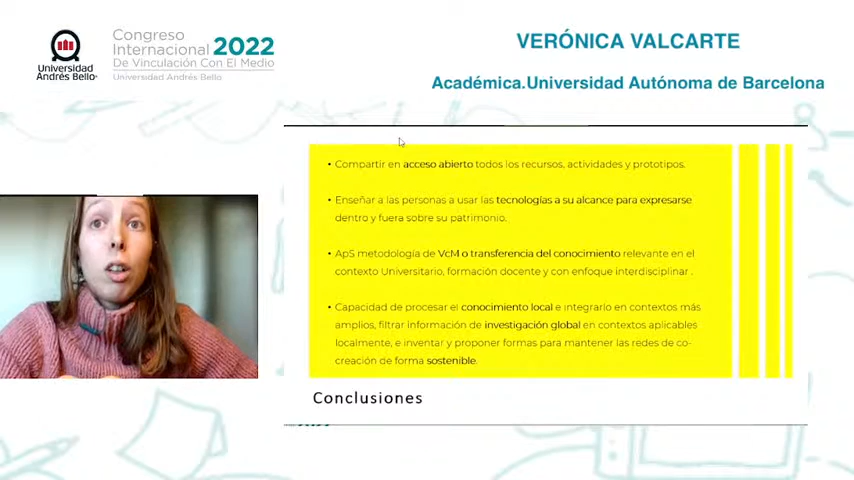 Universidad
Andrés Bello
Congreso
Internacional 2022
De Vinculación Con El Medio
Universidad Andrés Bello
VERÓNICA VALCARTE
Académica.Universidad Autónoma de Barcelona
• Compartir en acceso abierto todos los recursos, actividades y prototipos.
• Enseñar a las personas a usar las tecnologías a su alcance para expresarse
dentro y fuera sobre su patrimonio.
• ApS metodología de VcM o transferencia del conocimiento relevante en el
contexto Universitario, formación docente y con enfoque interdisciplinar .
• Capacidad de procesar el conocimiento local e integrarlo en contextos más
amplios, filtrar información de investigación global en contextos aplicables
localmente, e inventar y proponer formas para mantener las redes de co-
creación de forma sostenible.
Conclusiones